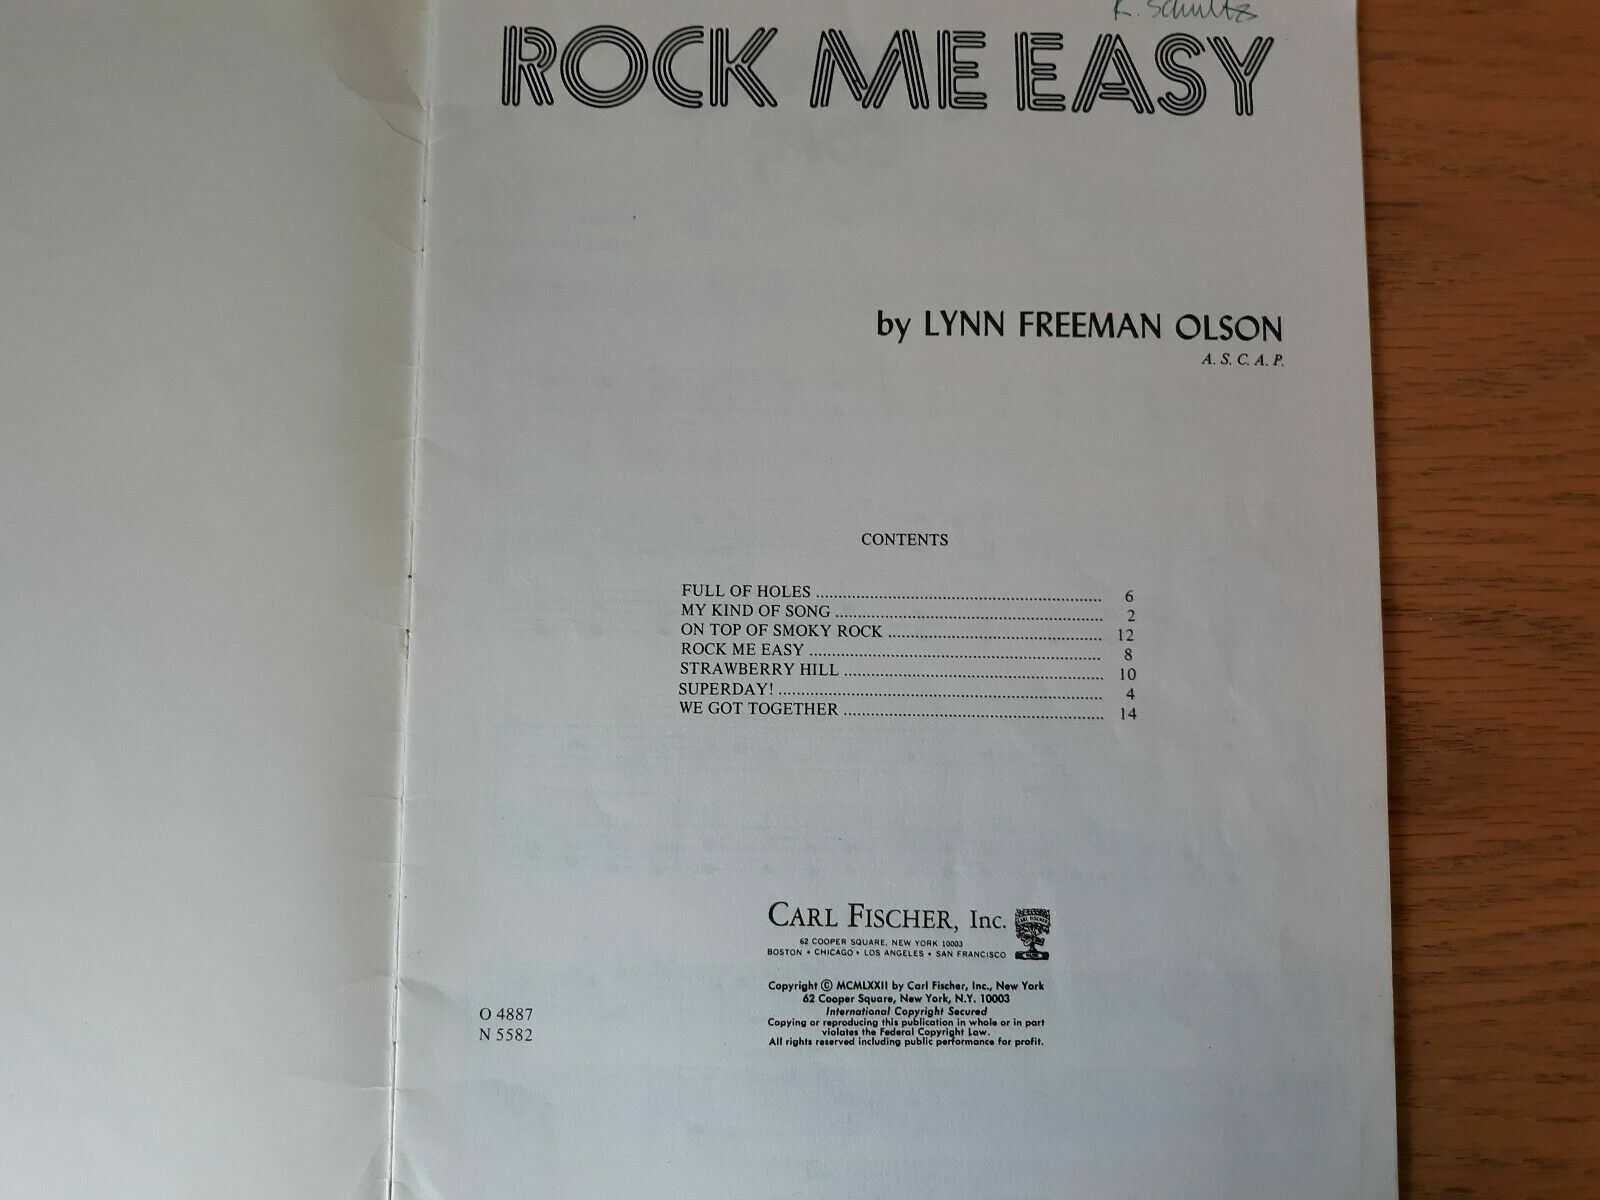 R. Schultz
ROCK ME EASY
by LYNN FREEMAN OLSON
A. S. C. A. P.
CONTENTS
FULL OF HOLES ........ 6
MY KIND OF SONG ........ 2
ON TOP OF SMOKY ROCK ........ 12
ROCK ME EASY ........ 8
STRAWBERRY HILL ........ 10
SUPERDAY! ........ 4
WE GOT TOGETHER ........ 14
CARL FISCHER, Inc.
CARL FISCHER
62 COOPER SQUARE, NEW YORK 10003
BOSTON • CHICAGO • LOS ANGELES • SAN FRANCISCO
Copyright © MCMLXXII by Carl Fischer, Inc., New York
62 Cooper Square, New York, N.Y. 10003
International Copyright Secured
Copying or reproducing this publication in whole or in part
violates the Federal Copyright Law.
All rights reserved including public performance for profit.
O 4887
N 5582